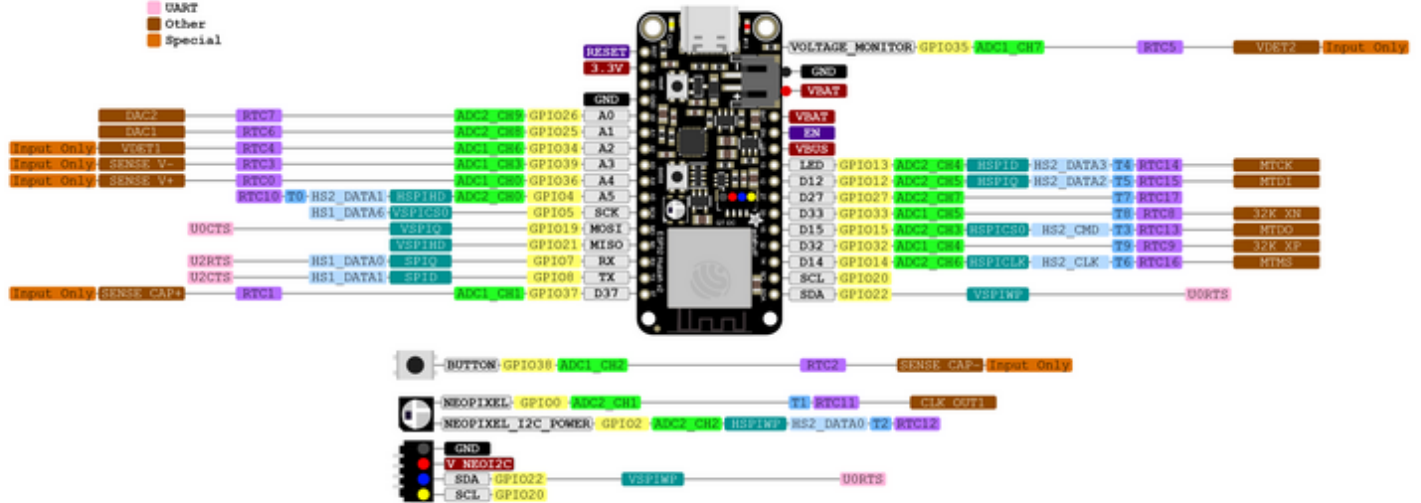 UART
Other
Special
RESET
3.3V
GND
DAC2 RTC7 ADC2_CH9 GPIO26 A0
DAC1 RTC6 ADC2_CH8 GPIO25 A1
Input Only VDET1 RTC4 ADC1_CH6 GPIO34 A2
Input Only SENSE V- RTC3 ADC1_CH3 GPIO39 A3
Input Only SENSE V+ RTC0 ADC1_CH0 GPIO36 A4
RTC10 T0 HS2_DATA1 HSPIHD ADC2_CH0 GPIO4 A5
HS1_DATA6 VSPICS0 GPIO5 SCK
U0CTS VSPIQ GPIO19 MOSI
VSPIHD GPIO21 MISO
U2RTS HS1_DATA0 SPIQ GPIO7 RX
U2CTS HS1_DATA1 SPID GPIO8 TX
Input Only SENSE CAP+ RTC1 ADC1_CH1 GPIO37 D37
VOLTAGE_MONITOR GPIO35 ADC1_CH7 RTC5 VDET2 Input Only
GND
VBAT
VBAT
EN
VBUS
LED GPIO13 ADC2_CH4 HSPID HS2_DATA3 T4 RTC14 MTCK
D12 GPIO12 ADC2_CH5 HSPIQ HS2_DATA2 T5 RTC15 MTDI
D27 GPIO27 ADC2_CH7 T7 RTC17
D33 GPIO33 ADC1_CH5 T8 RTC8 32K XN
D15 GPIO15 ADC2_CH3 HSPICS0 HS2_CMD T3 RTC13 MTDO
D32 GPIO32 ADC1_CH4 T9 RTC9 32K XP
D14 GPIO14 ADC2_CH6 HSPICLK HS2_CLK T6 RTC16 MTMS
SCL GPIO20
SDA GPIO22 VSPIWP U0RTS
BUTTON GPIO38 ADC1_CH2 RTC2 SENSE CAP- Input Only
NEOPIXEL GPIO0 ADC2_CH1 T1 RTC11 CLK OUT1
NEOPIXEL_I2C_POWER GPIO2 ADC2_CH2 HSPIWP HS2_DATA0 T2 RTC12
GND
V NEOI2C
SDA GPIO22 VSPIWP U0RTS
SCL GPIO20